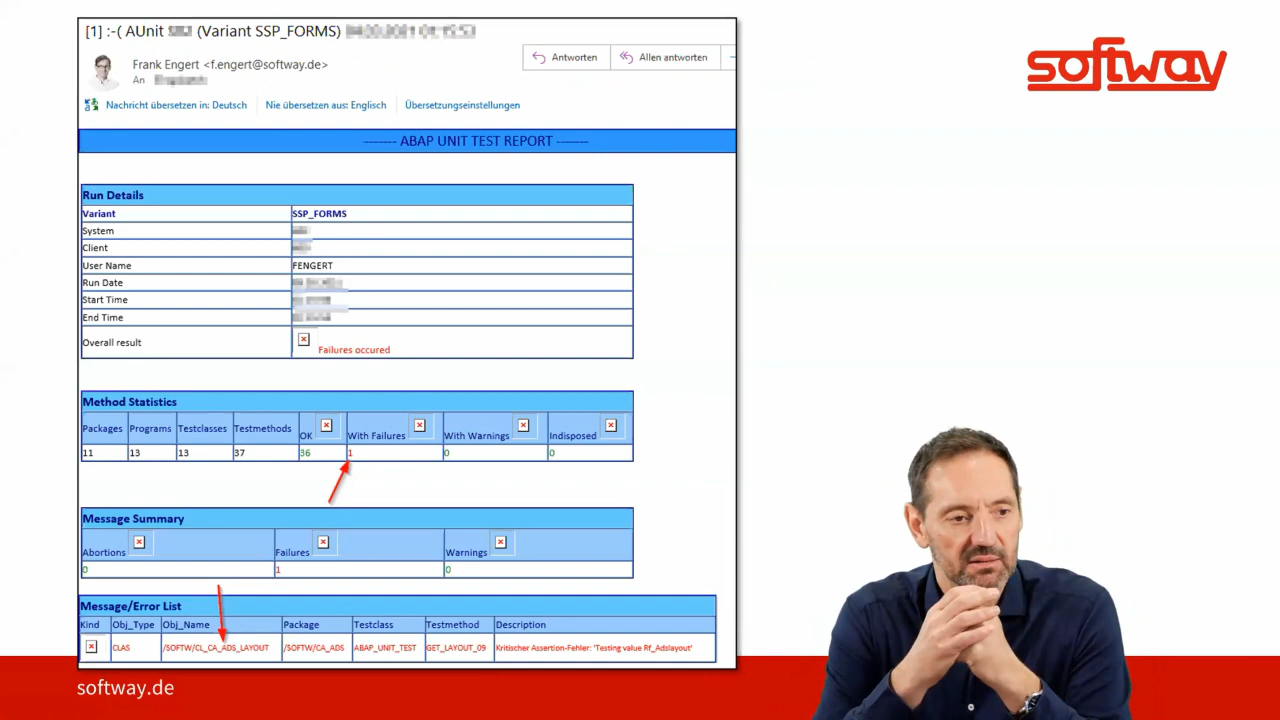 [1] :-( AUnit (Variant SSP_FORMS)
softway
Frank Engert <f.engert@softway.de>
An
Antworten
Allen antworten
Nachricht übersetzen in: Deutsch Nie übersetzen aus: Englisch Übersetzungseinstellungen
------- ABAP UNIT TEST REPORT -------
Run Details
Variant SSP_FORMS
System
Client
User Name FENGERT
Run Date
Start Time
End Time
Overall result Failures occured
Method Statistics
Packages Programs Testclasses Testmethods OK With Failures With Warnings Indisposed
11 13 13 37 36 1 0 0
Message Summary
Abortions Failures Warnings
0 1 0
Message/Error List
Kind Obj_Type Obj_Name Package Testclass Testmethod Description
CLAS /SOFTW/CL_CA_ADS_LAYOUT /SOFTW/CA_ADS ABAP_UNIT_TEST GET_LAYOUT_09 Kritischer Assertion-Fehler: 'Testing value Rf_Adslayout'
softway.de